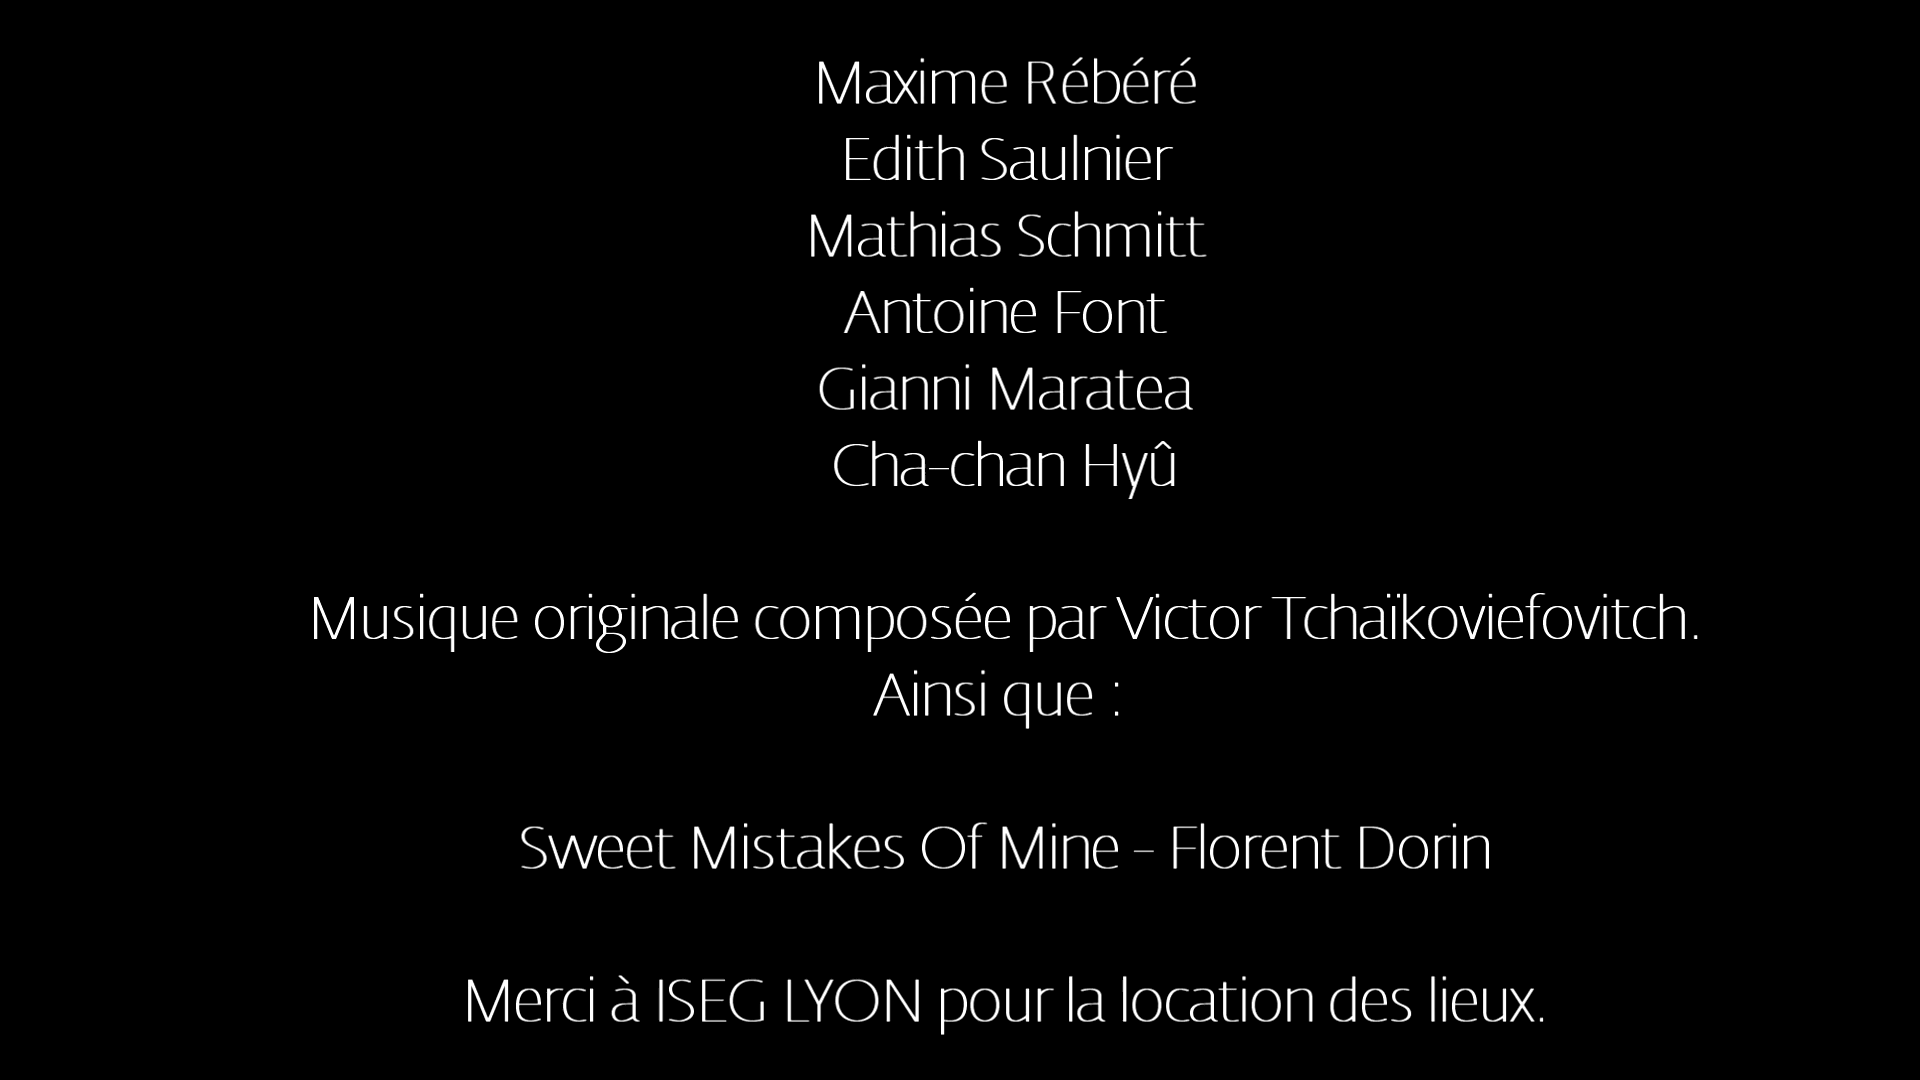 Maxime Rébéré
Edith Saulnier
Mathias Schmitt
Antoine Font
Gianni Maratea
Cha-chan Hyû
Musique originale composée par Victor Tchaïkoviefovitch.
Ainsi que :
Sweet Mistakes Of Mine - Florent Dorin
Merci à ISEG LYON pour la location des lieux.